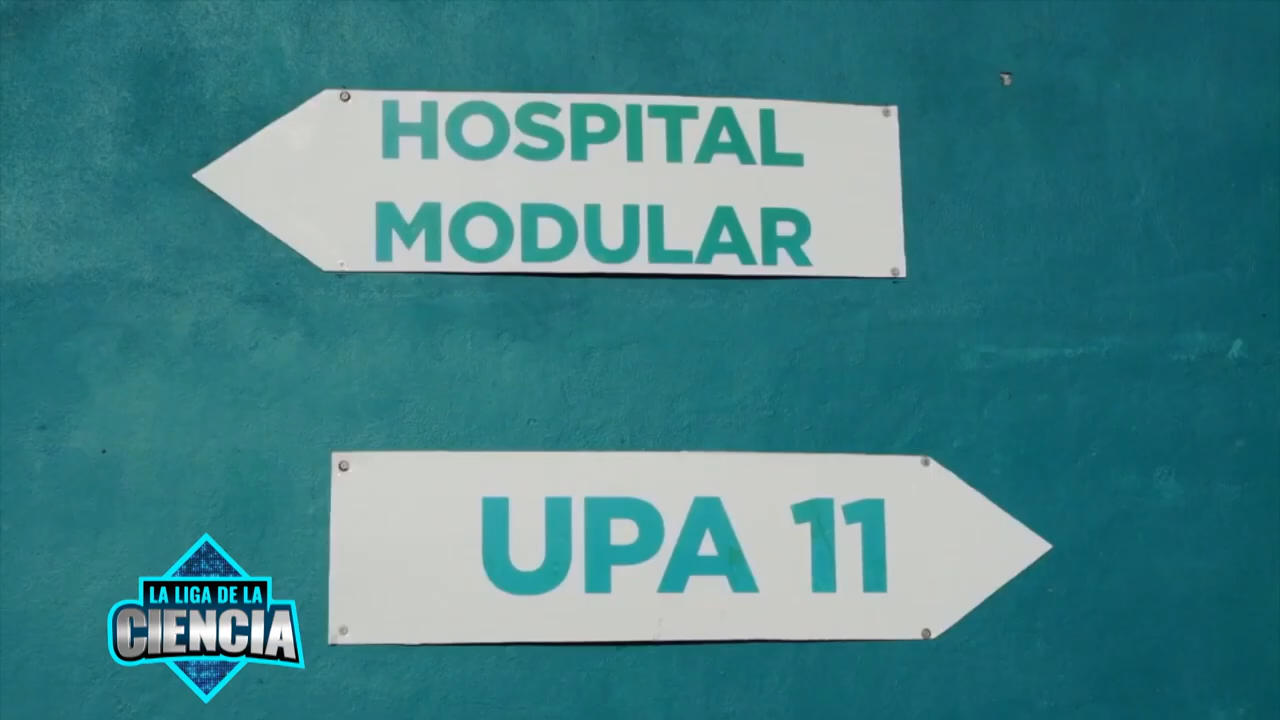 HOSPITAL
MODULAR
UPA 11
LA LIGA DE LA
CIENCIA